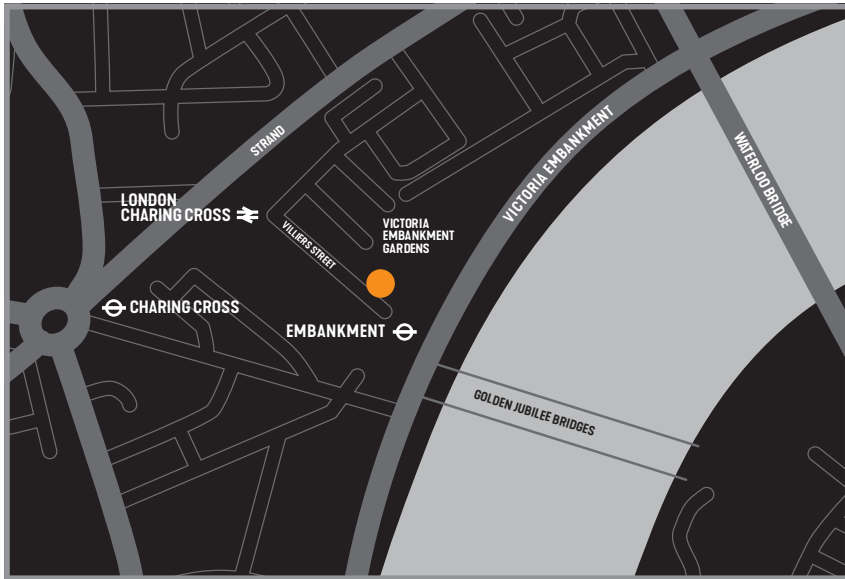 STRAND
VICTORIA EMBANKMENT
WATERLOO BRIDGE
LONDON
CHARING CROSS
VILLIERS STREET
VICTORIA
EMBANKMENT
GARDENS
CHARING CROSS
EMBANKMENT
GOLDEN JUBILEE BRIDGES